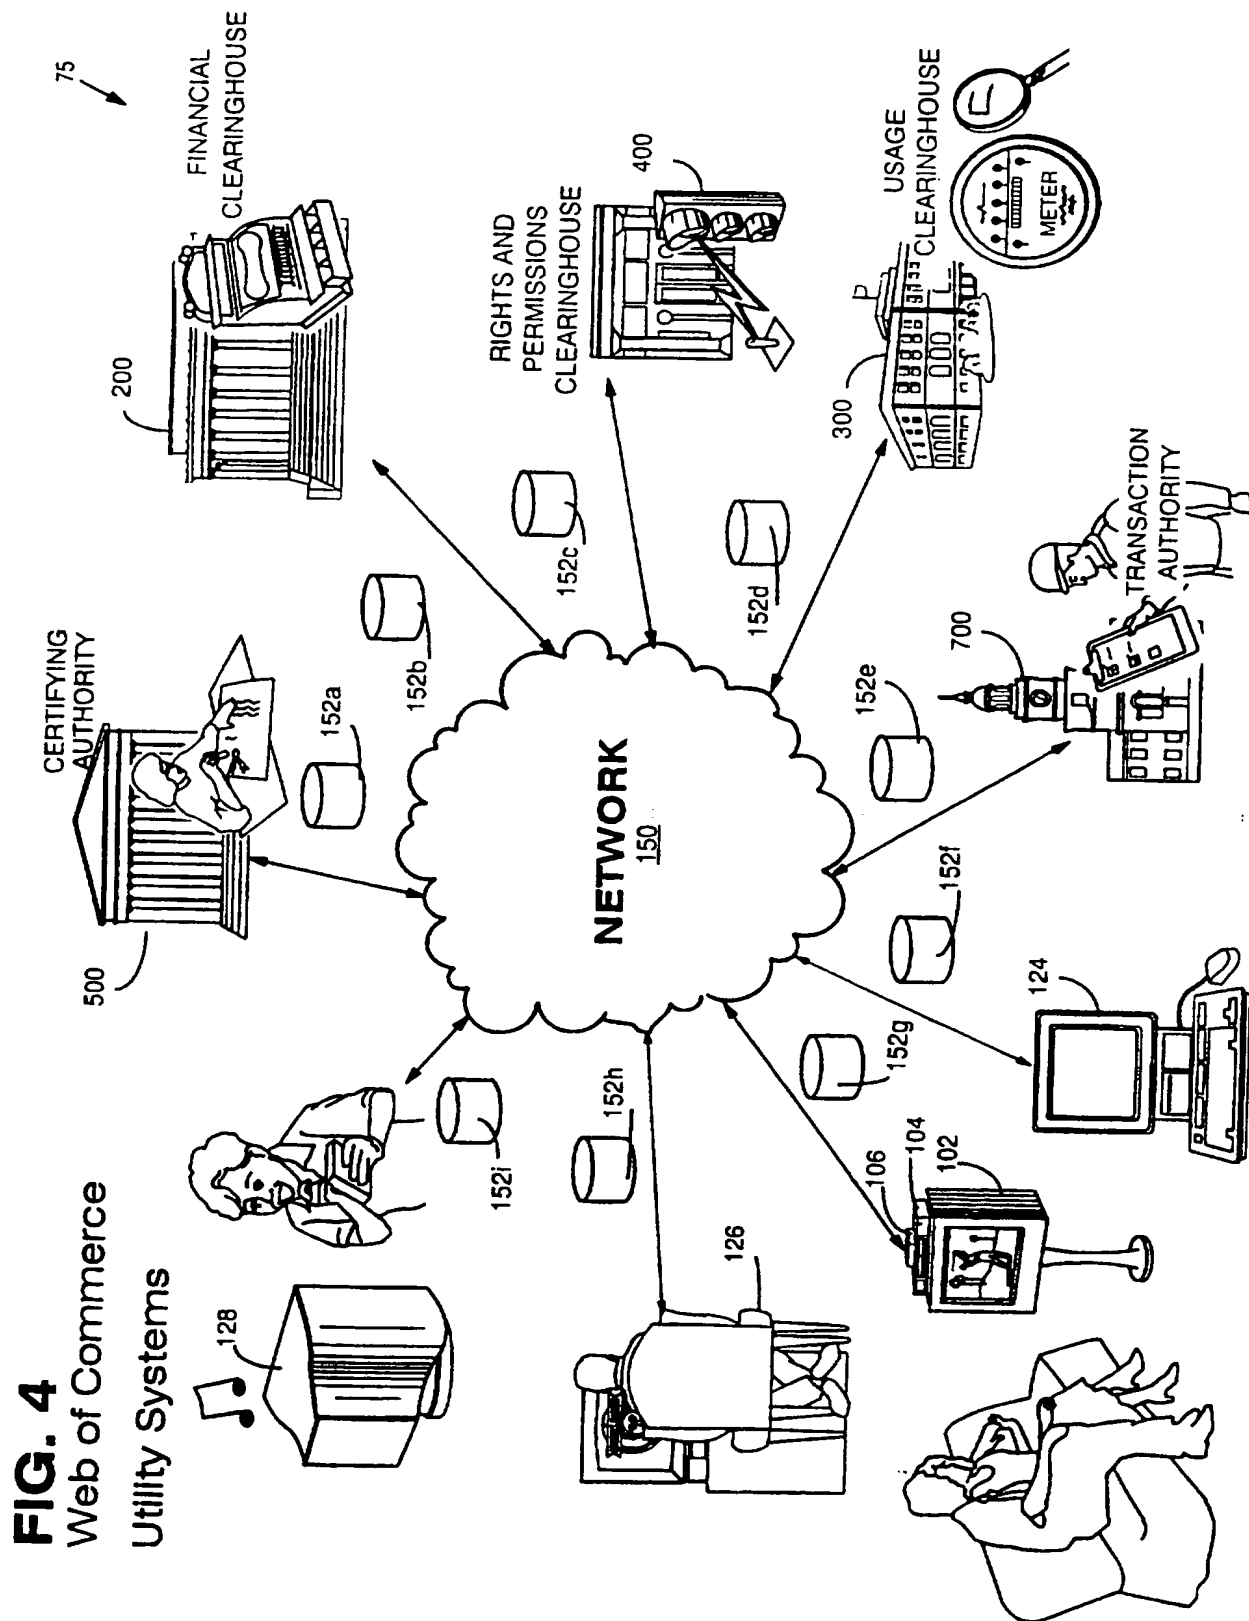 FIG. 4
Web of Commerce
Utility Systems
75
CERTIFYING
AUTHORITY
500
FINANCIAL
CLEARINGHOUSE
200
RIGHTS AND
PERMISSIONS
CLEARINGHOUSE
400
USAGE
CLEARINGHOUSE
300
METER
TRANSACTION
AUTHORITY
700
NETWORK
150
152a
152b
152c
152d
152e
152f
152g
152h
152i
128
126
106
104
102
124